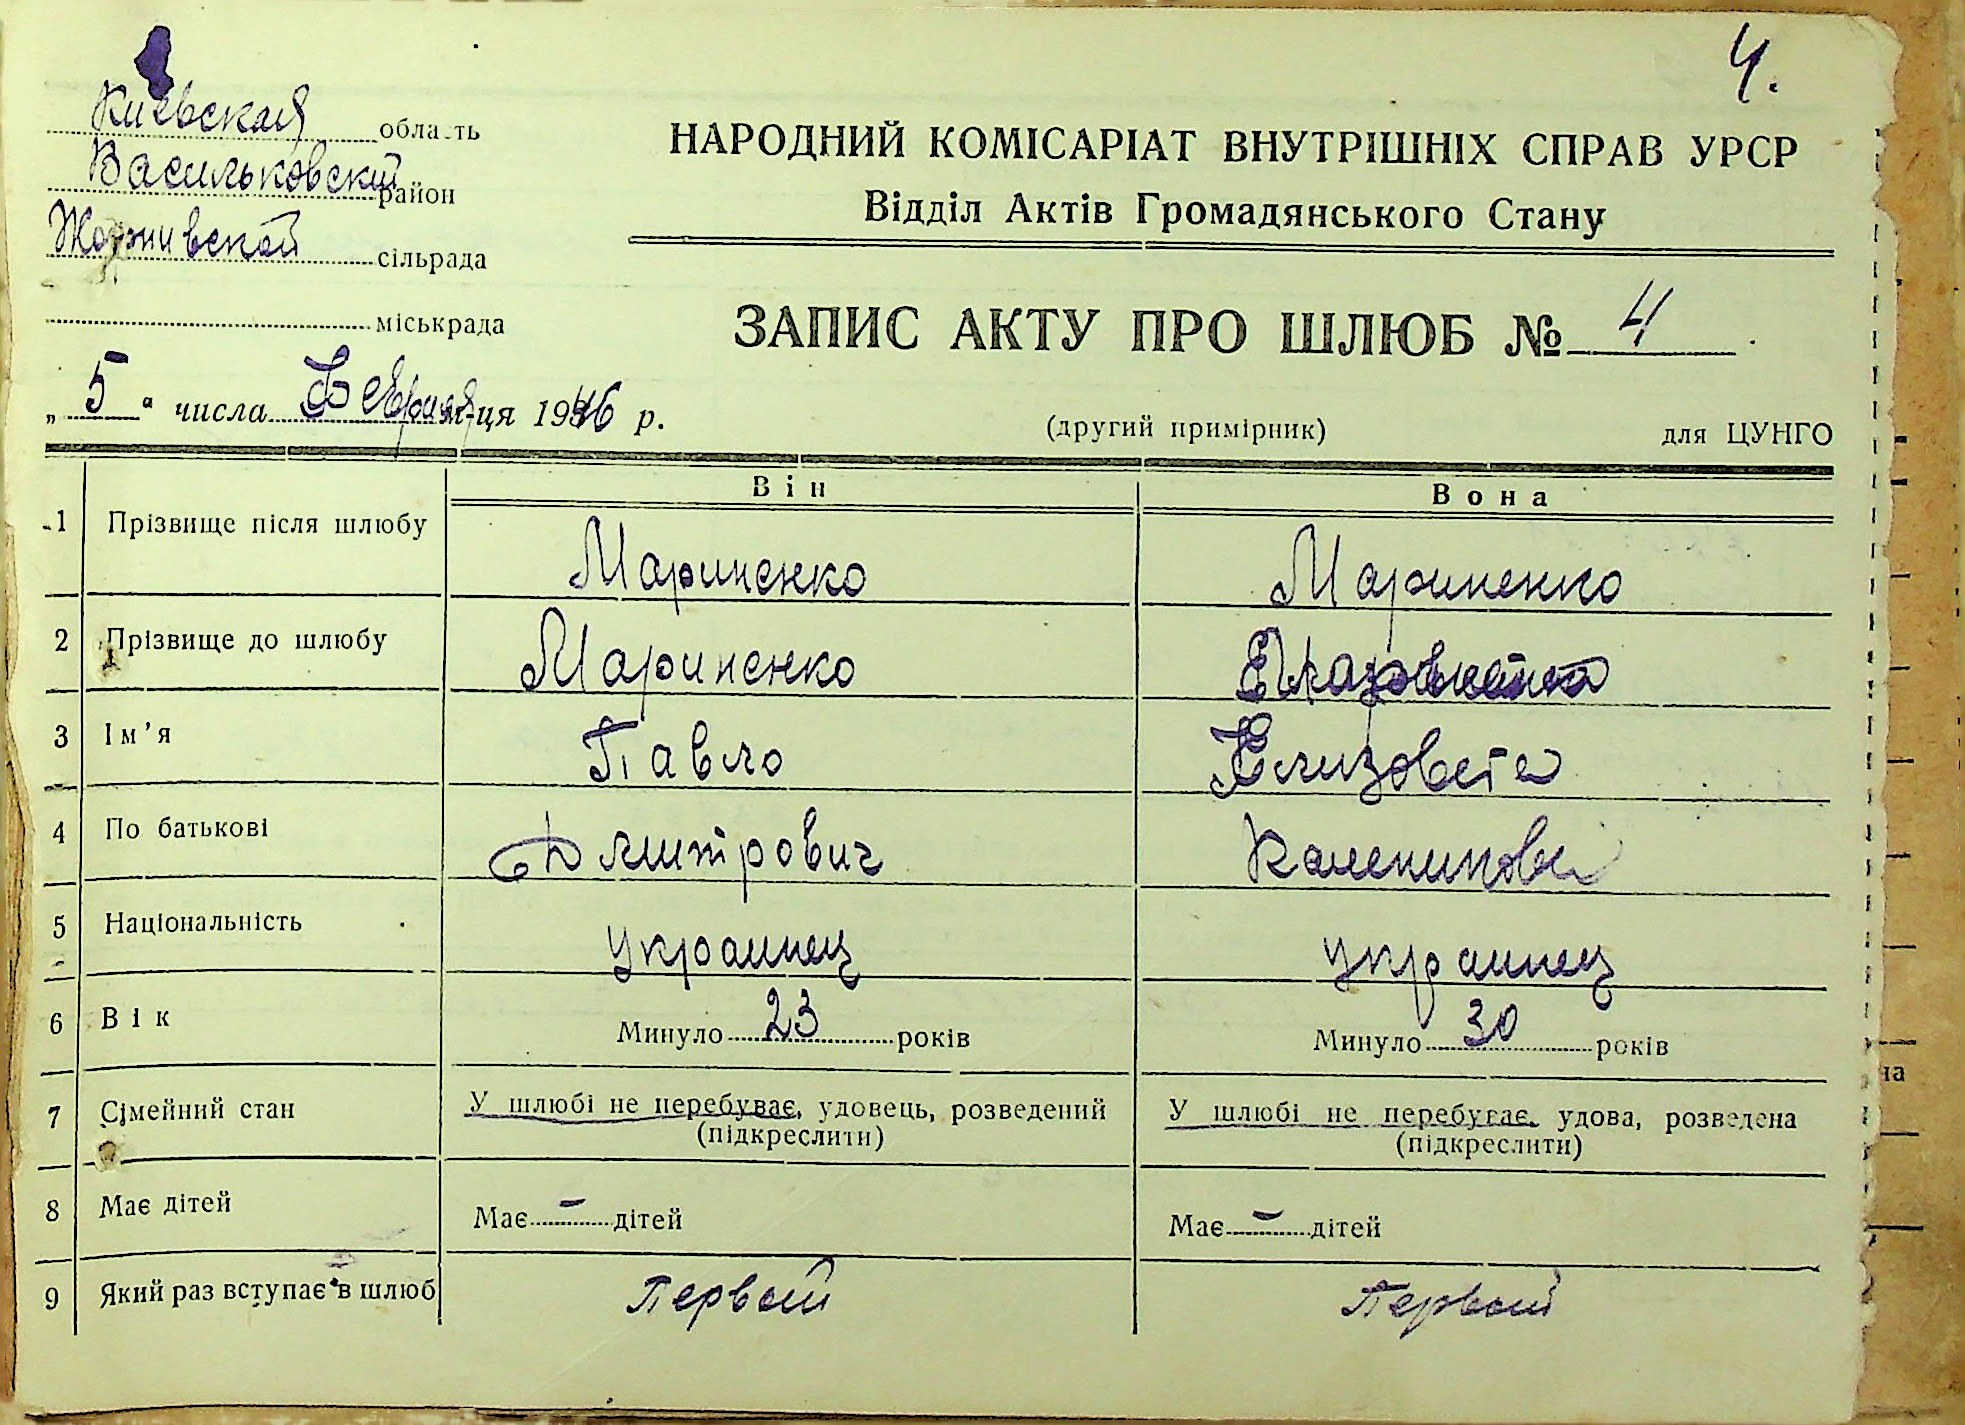 4.
Киевская область
Васильковский район
Жорнивской сільрада
міськрада
НАРОДНИЙ КОМІСАРІАТ ВНУТРІШНІХ СПРАВ УРСР
Відділ Актів Громадянського Стану
ЗАПИС АКТУ ПРО ШЛЮБ № 4
„5" числа Февраля м-ця 1946 р.
(другий примірник) для ЦУНГО
Він Вона
1 Прізвище після шлюбу Мариненко Мариненко
2 Прізвище до шлюбу Мариненко
3 Ім'я Павло Елизовета
4 По батькові Дмитрович Калениковна
5 Національність украинец украинец
6 Вік Минуло 23 років Минуло 30 років
7 Сімейний стан У шлюбі не перебуває, удовець, розведений У шлюбі не перебуває, удова, розведена
(підкреслити) (підкреслити)
8 Має дітей Має - дітей Має - дітей
9 Який раз вступає в шлюб Первый Первый